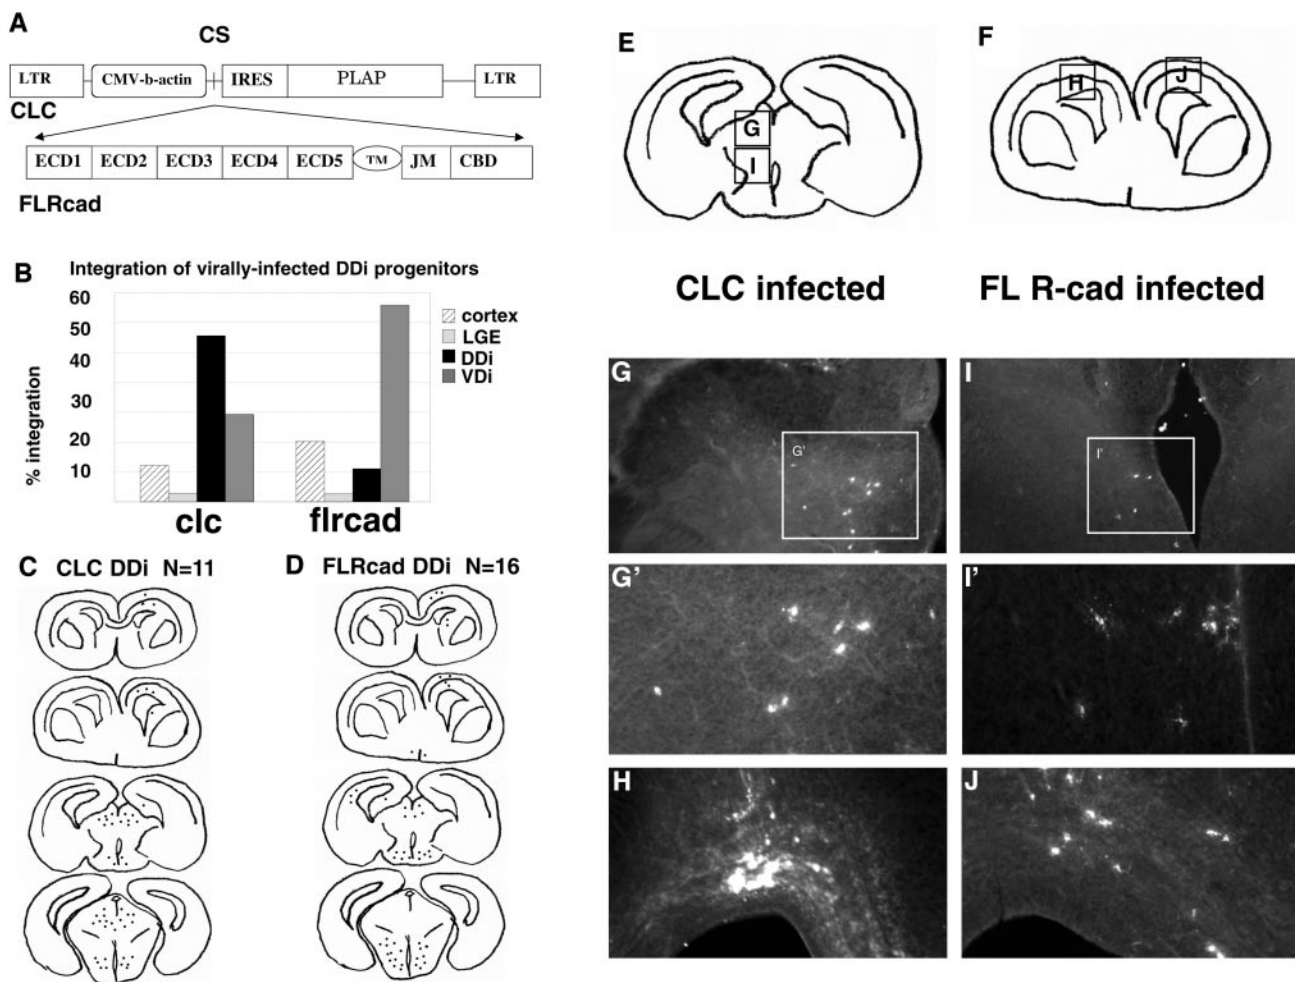 A
CS
LTR CMV-b-actin IRES PLAP LTR
CLC
ECD1 ECD2 ECD3 ECD4 ECD5 TM JM CBD
FLRcad
B Integration of virally-infected DDi progenitors
60
50
40
30
20
10
% integration
cortex
LGE
DDi
VDi
clc flrcad
C CLC DDi N=11
D FLRcad DDi N=16
E
G
I
F
H J
CLC infected FL R-cad infected
G
G'
I
I'
G'
I'
H
J